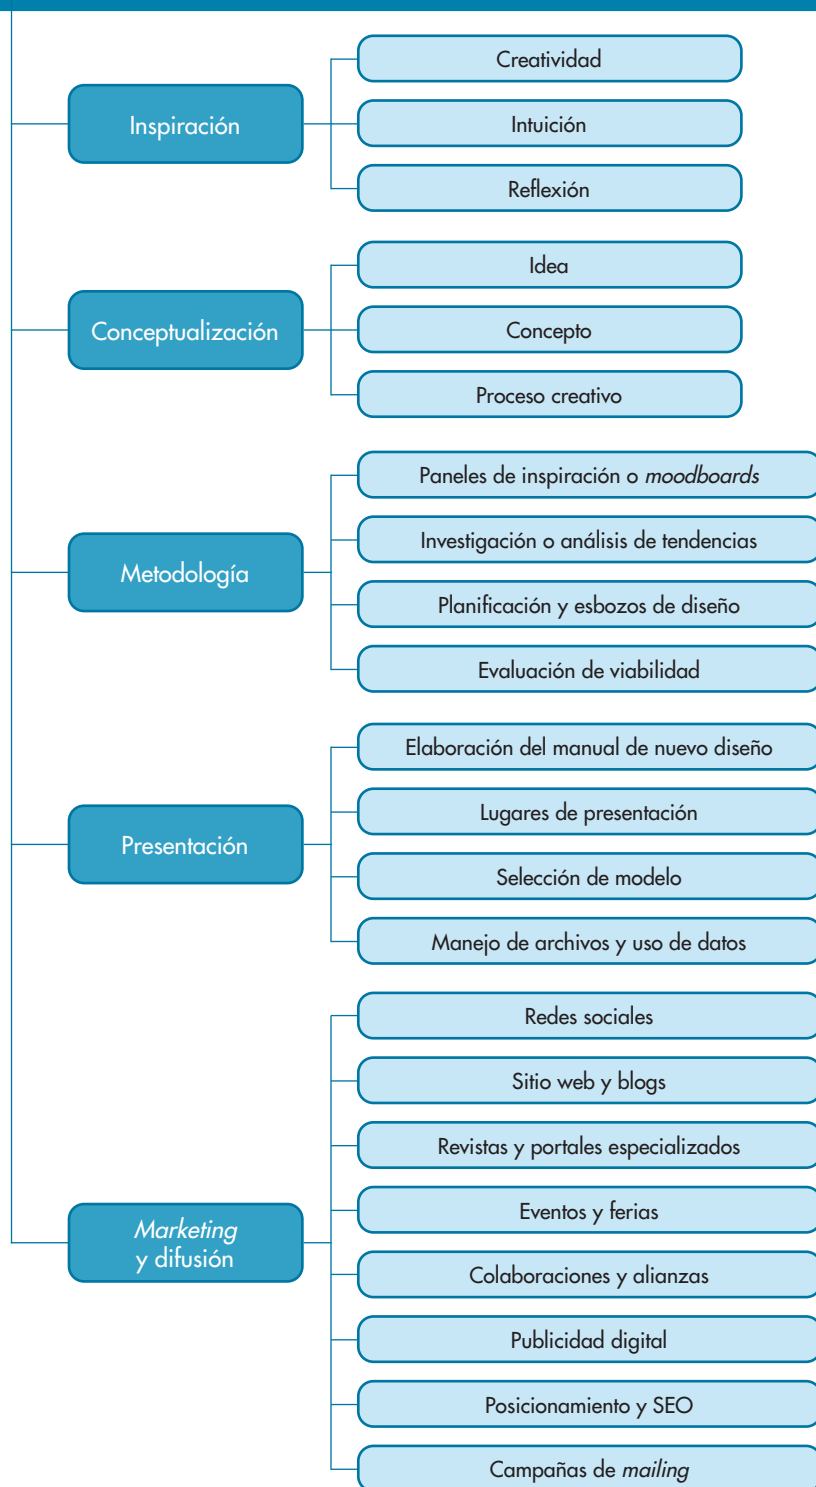 Inspiración
Creatividad
Intuición
Reflexión
Conceptualización
Idea
Concepto
Proceso creativo
Metodología
Paneles de inspiración o moodboards
Investigación o análisis de tendencias
Planificación y esbozos de diseño
Evaluación de viabilidad
Presentación
Elaboración del manual de nuevo diseño
Lugares de presentación
Selección de modelo
Manejo de archivos y uso de datos
Marketing
y difusión
Redes sociales
Sitio web y blogs
Revistas y portales especializados
Eventos y ferias
Colaboraciones y alianzas
Publicidad digital
Posicionamiento y SEO
Campañas de mailing